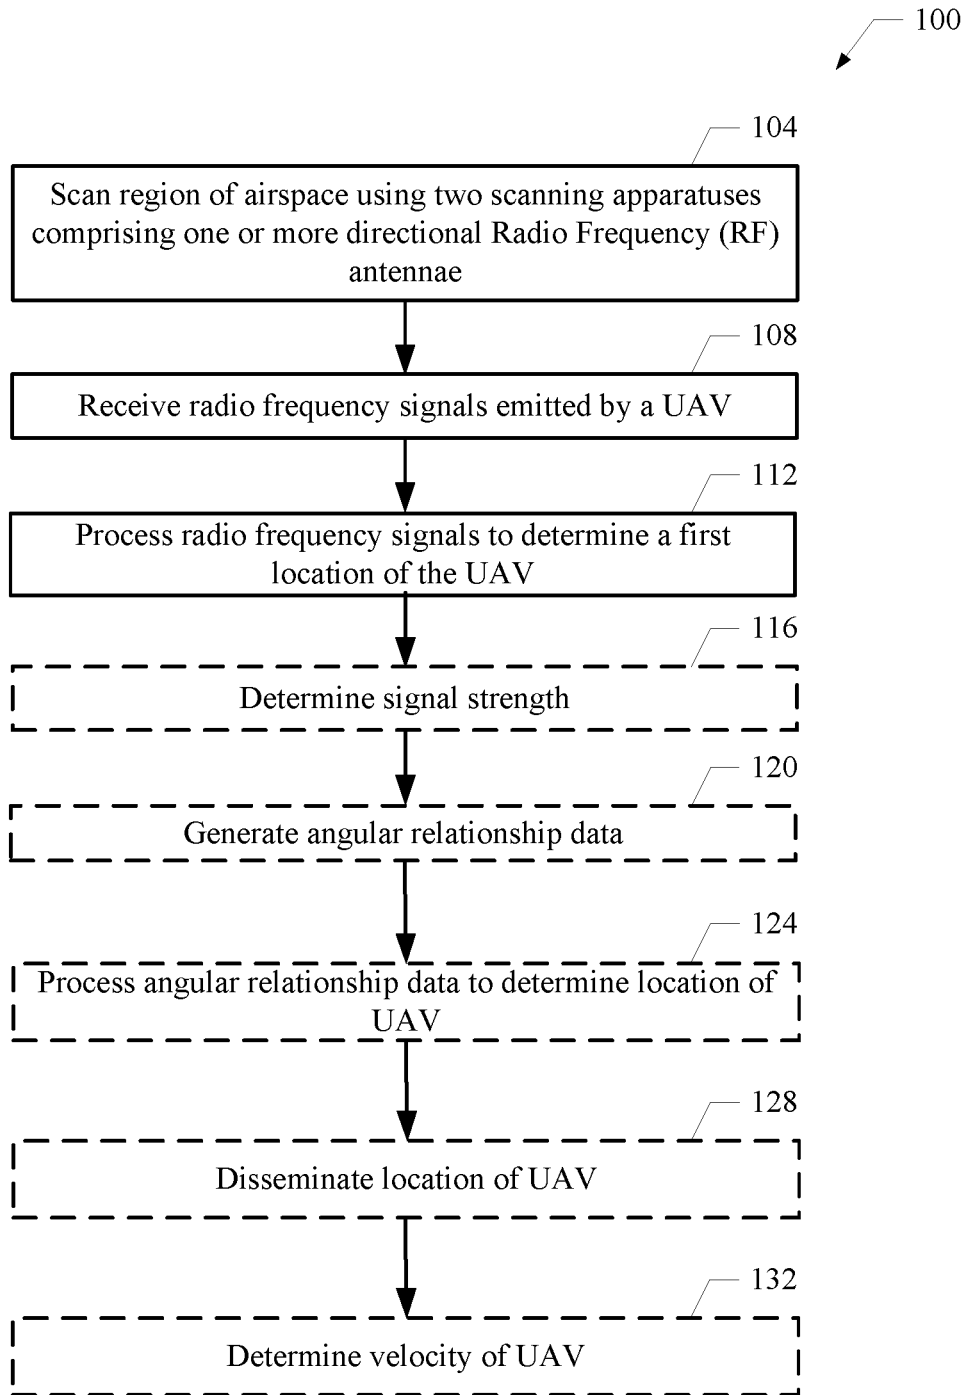 100
104
Scan region of airspace using two scanning apparatuses
comprising one or more directional Radio Frequency (RF)
antennae
108
Receive radio frequency signals emitted by a UAV
112
Process radio frequency signals to determine a first
location of the UAV
116
Determine signal strength
120
Generate angular relationship data
124
Process angular relationship data to determine location of
UAV
128
Disseminate location of UAV
132
Determine velocity of UAV